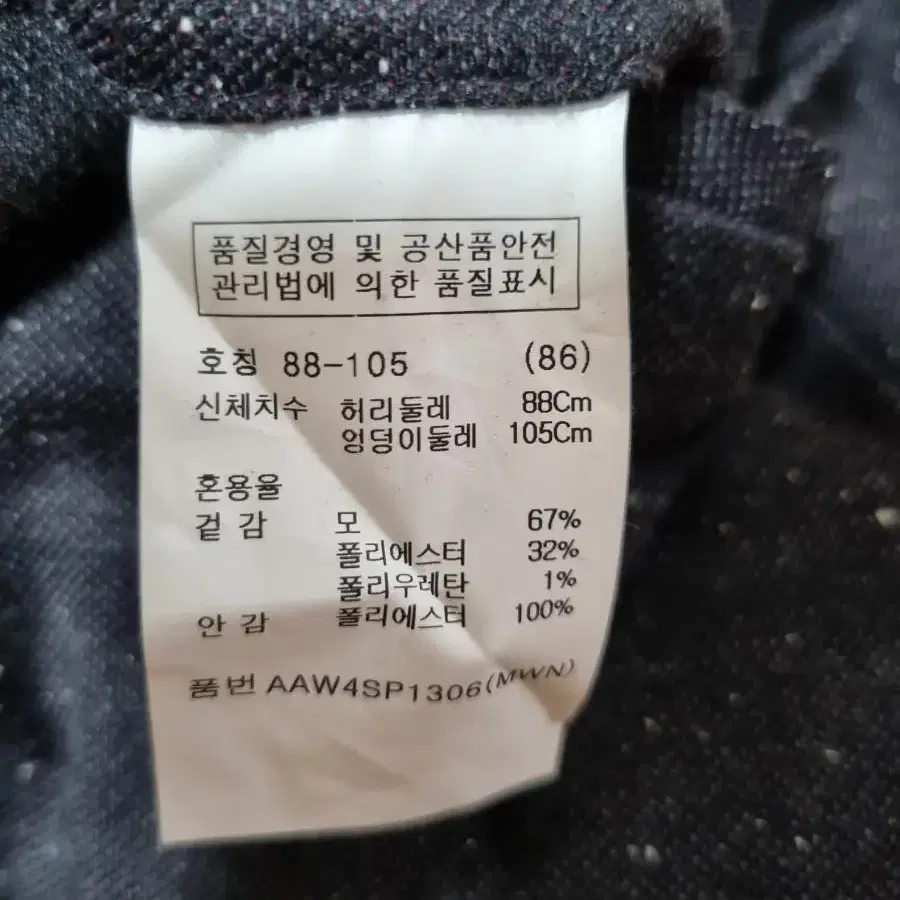 품질경영 및 공산품안전
관리법에 의한 품질표시
호칭 88-105 (86)
신체치수 허리둘레 88Cm
엉덩이둘레 105Cm
혼용율
겉 감 모 67%
폴리에스터 32%
폴리우레탄 1%
안 감 폴리에스터 100%
품번 AAW4SP1306(MWN)